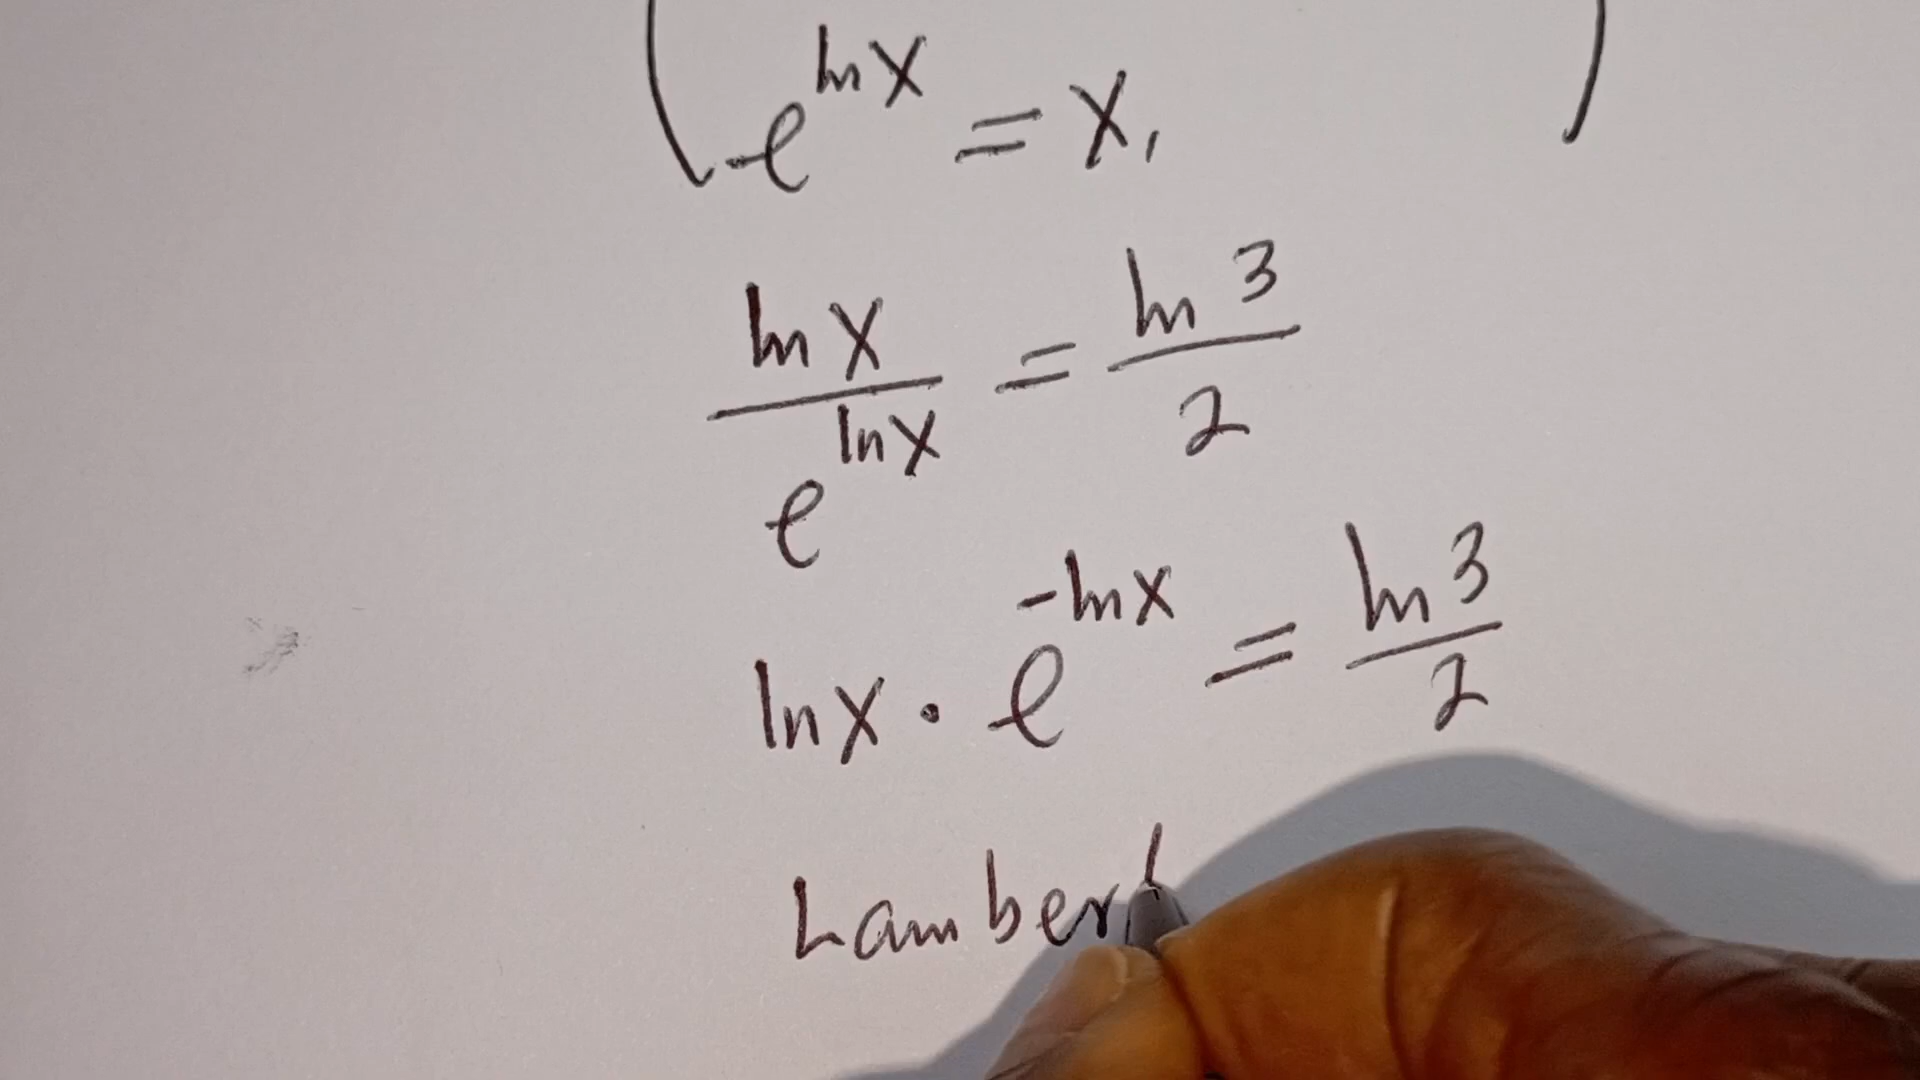 ( e^{ln x} = x, )
ln x / e^{ln x} = ln 3 / 2
ln x · e^{-ln x} = ln 3 / 2
Lambert